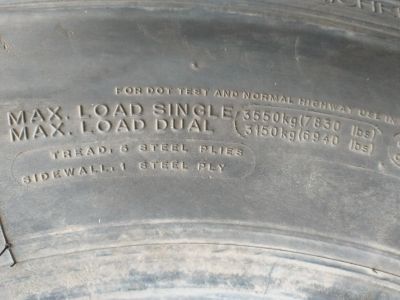 FOR DOT TEST AND NORMAL HIGHWAY USE IN
MAX. LOAD SINGLE 3550kg(7830 lbs)
MAX. LOAD DUAL 3150kg(6940 lbs)
TREAD. 5 STEEL PLIES
SIDEWALL. 1 STEEL PLY